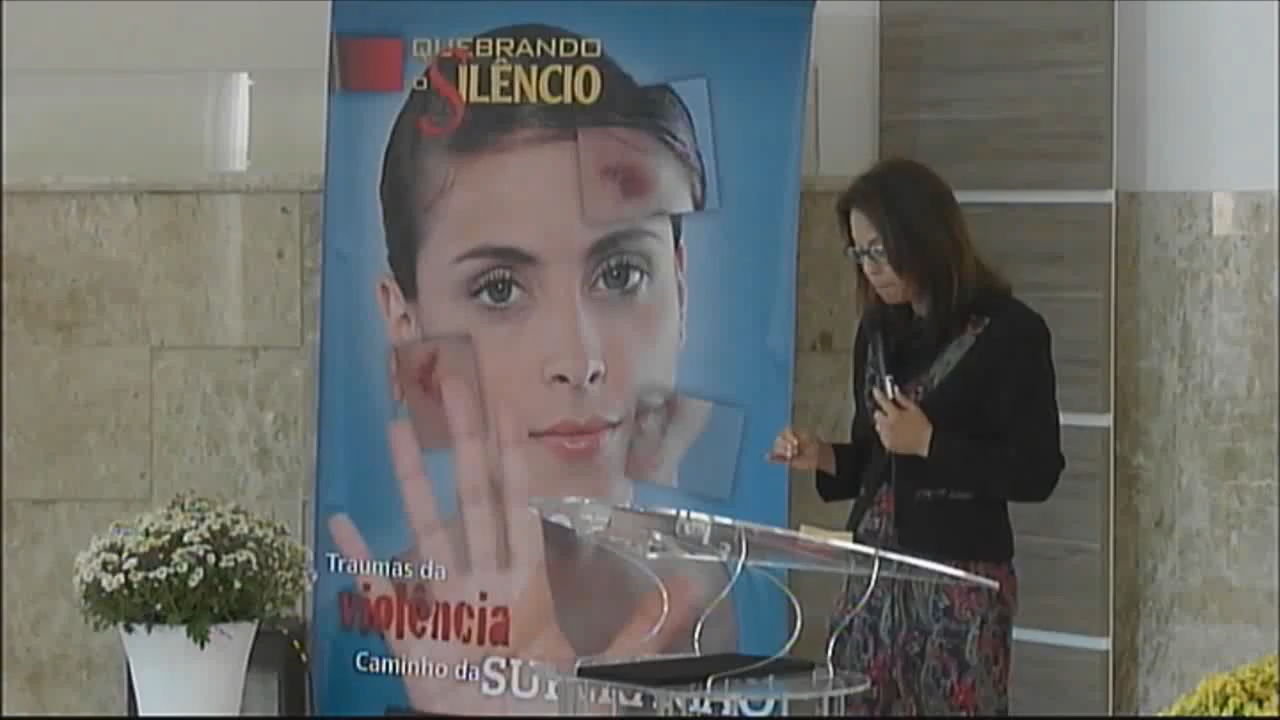 QUEBRANDO
O SILÊNCIO
Traumas da
violência
Caminho da